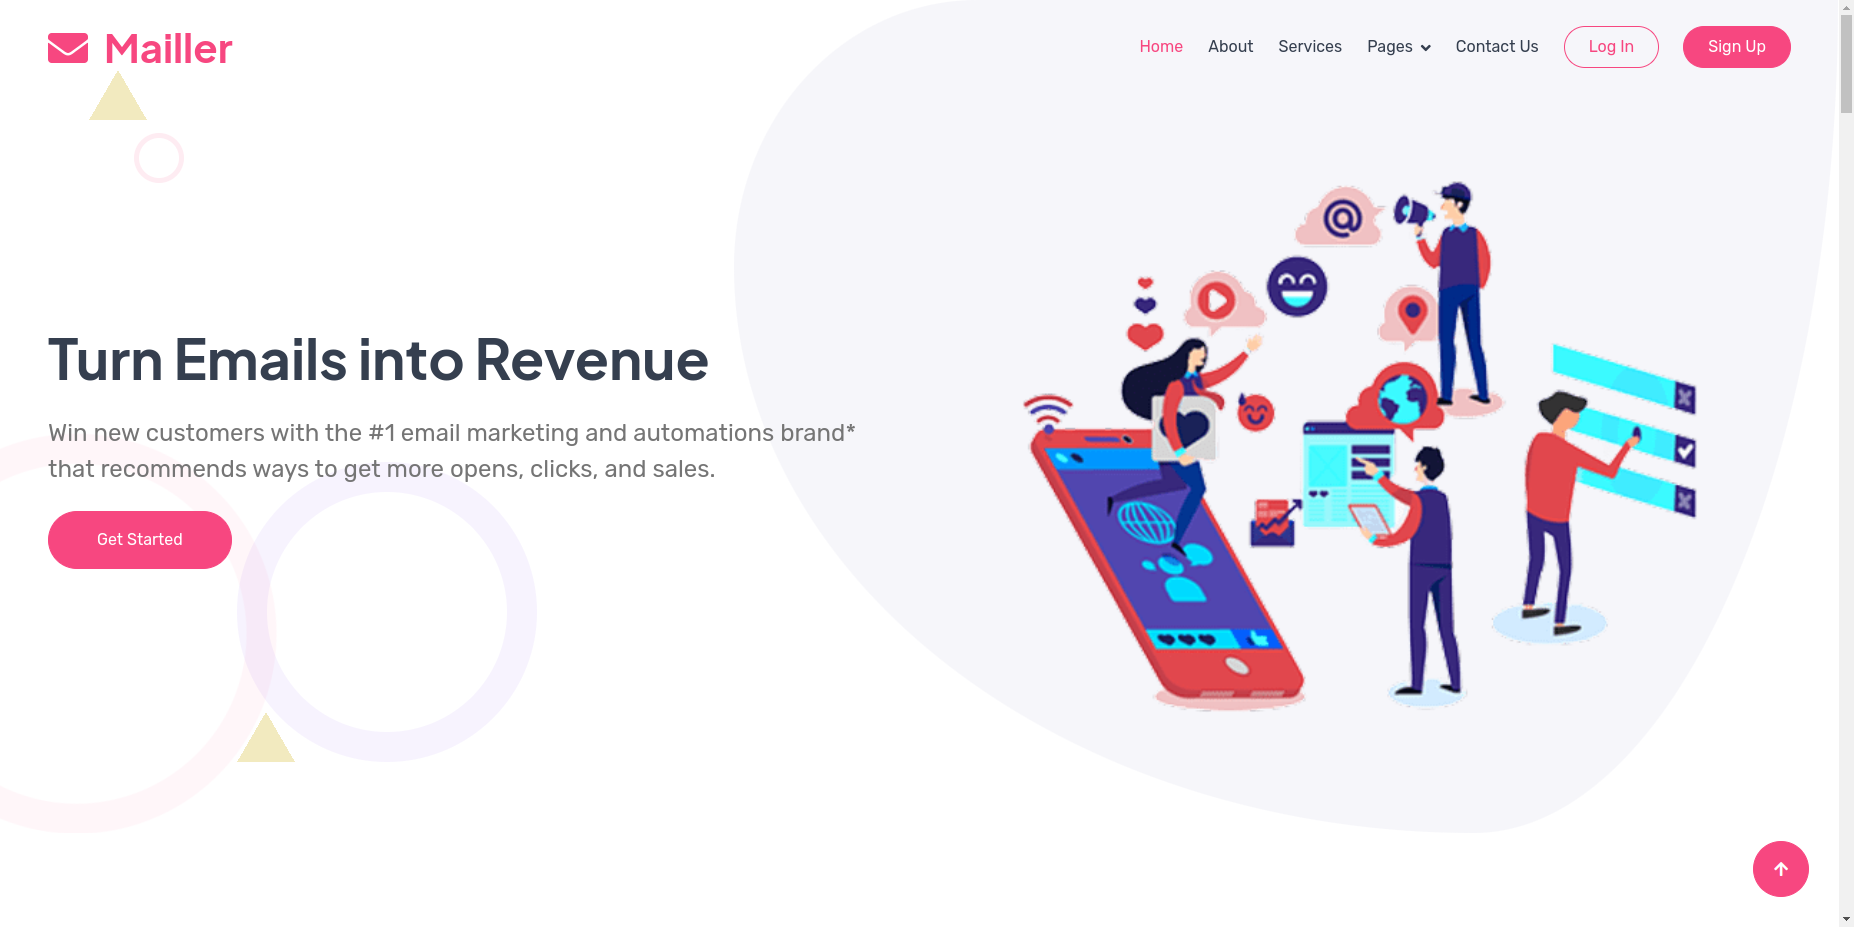 Mailler
Home About Services Pages Contact Us Log In Sign Up
Turn Emails into Revenue
Win new customers with the #1 email marketing and automations brand*
that recommends ways to get more opens, clicks, and sales.
Get Started